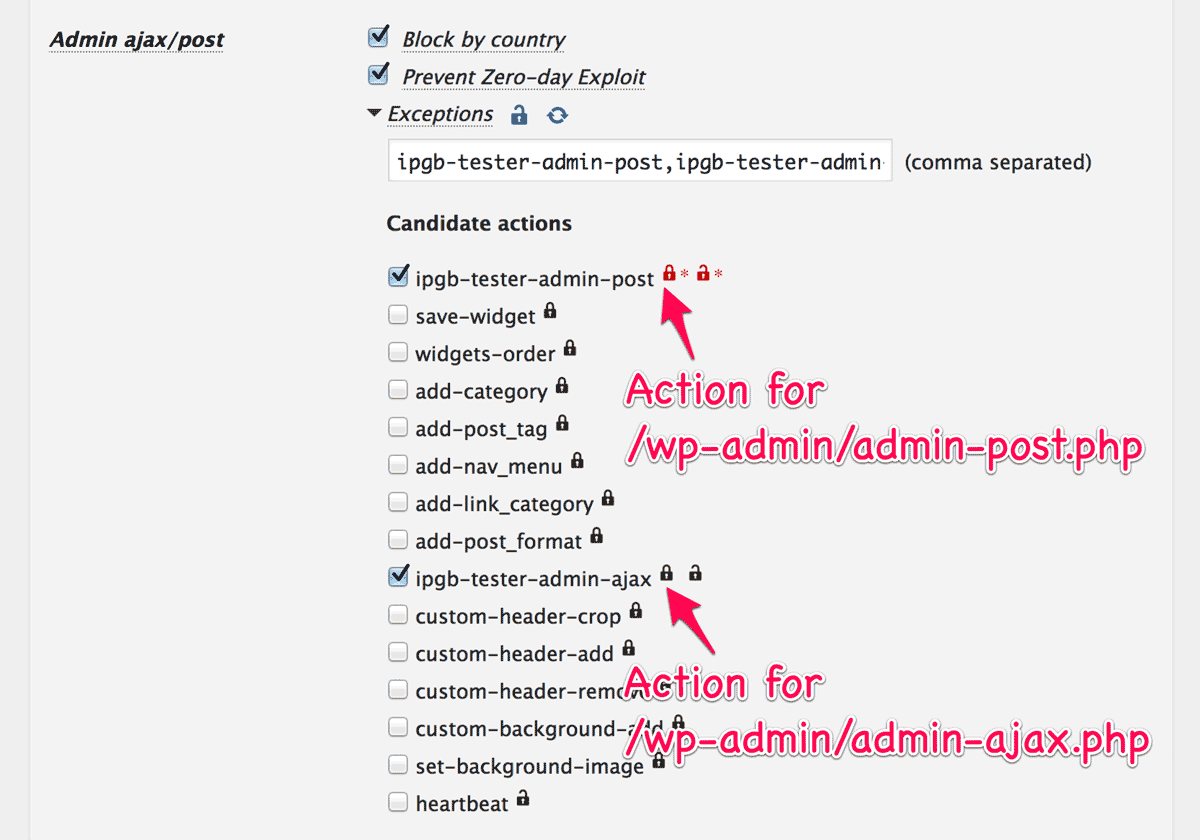 Admin ajax/post
Block by country
Prevent Zero-day Exploit
Exceptions
ipgb-tester-admin-post,ipgb-tester-admin- (comma separated)
Candidate actions
ipgb-tester-admin-post * *
save-widget
widgets-order
add-category
Action for
/wp-admin/admin-post.php
add-post_tag
add-nav_menu
add-link_category
add-post_format
ipgb-tester-admin-ajax
custom-header-crop
custom-header-add
custom-header-remove
Action for
/wp-admin/admin-ajax.php
custom-background-add
set-background-image
heartbeat